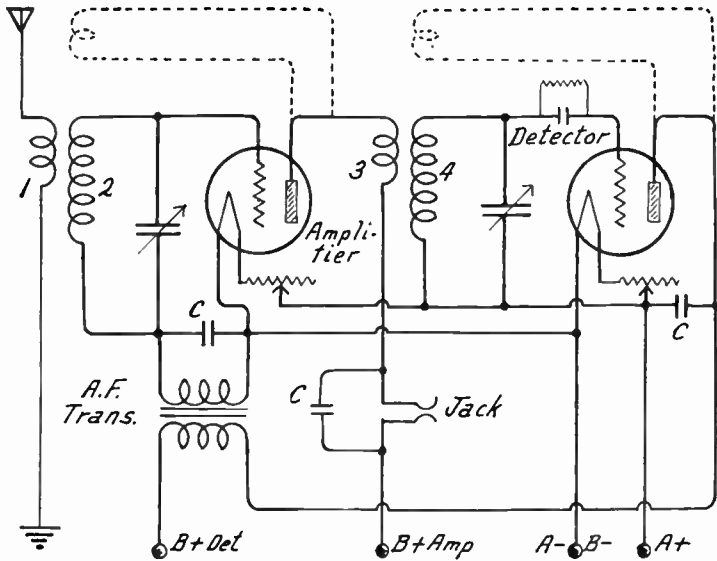 Detector
1
2
3
4
Ampli-
fier
C
C
A.F.
Trans.
C
Jack
B+Det
B+Amp
A- B-
A+